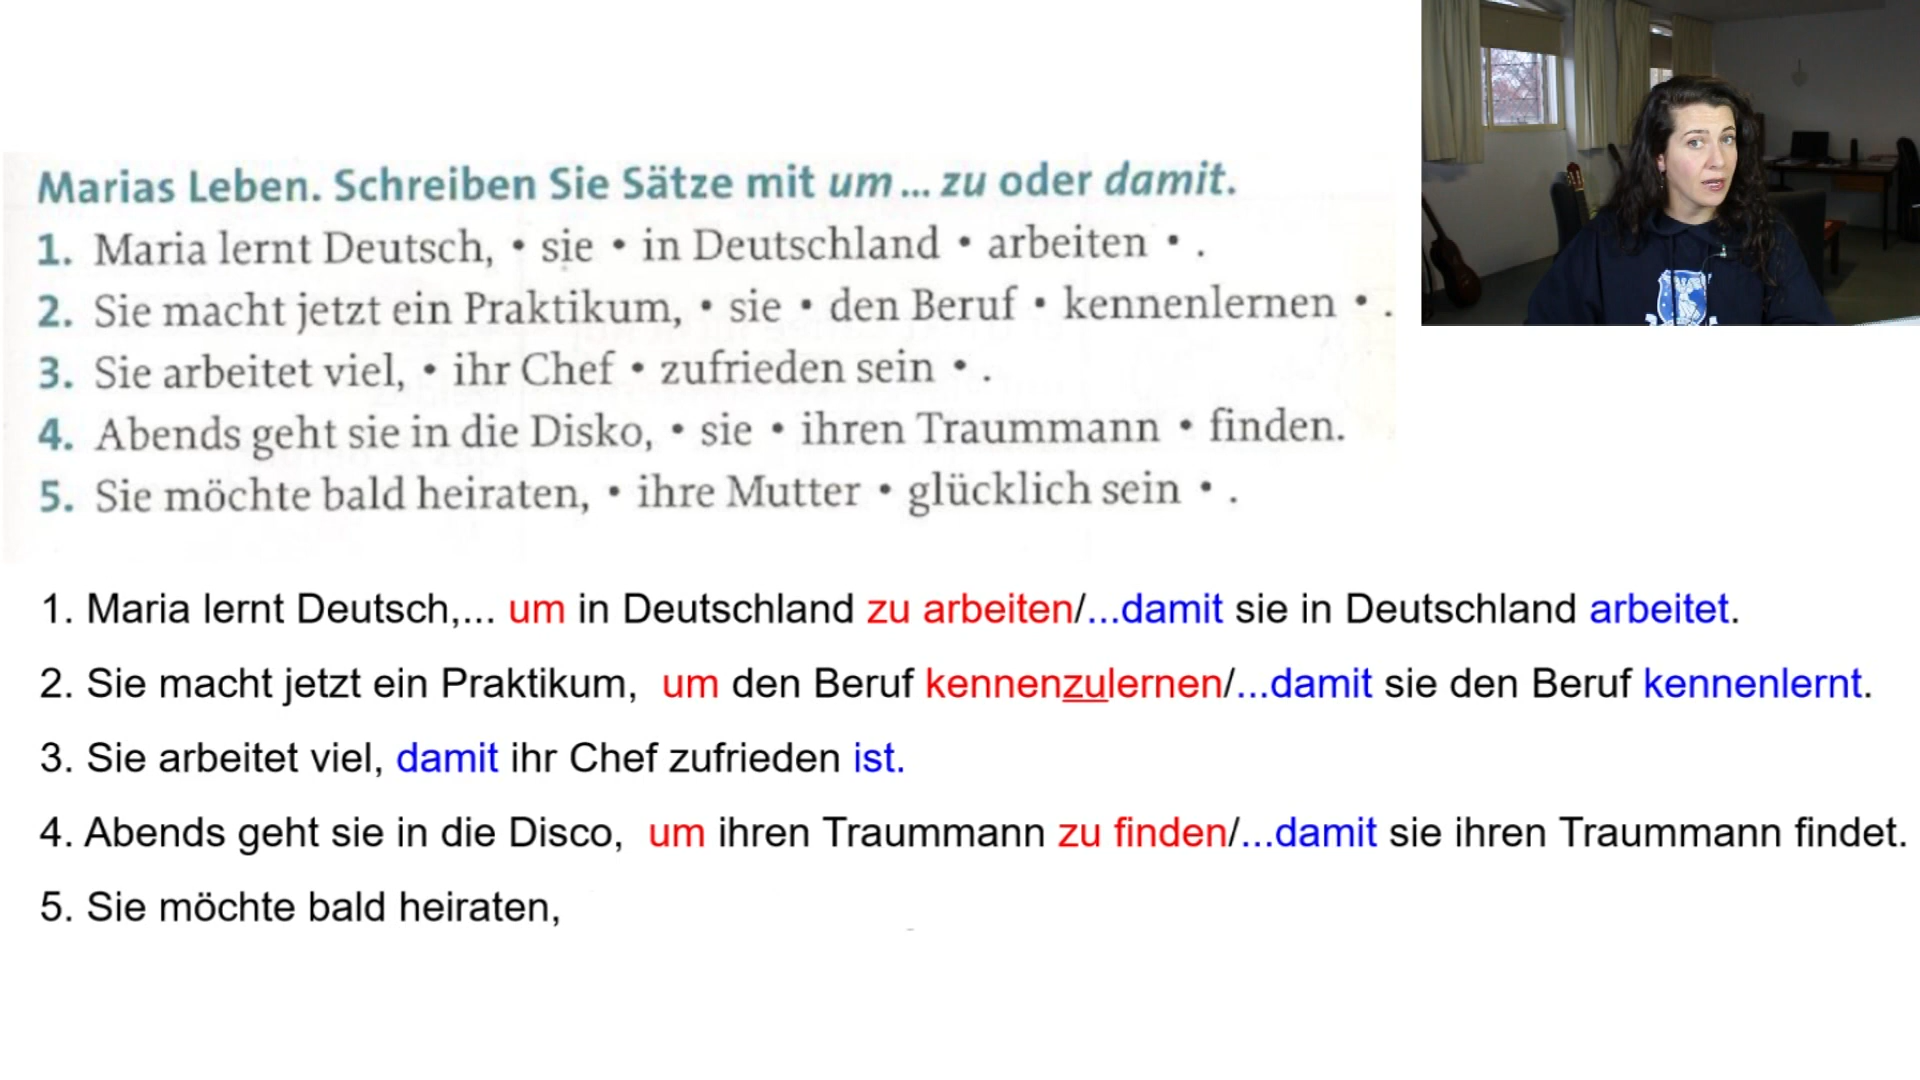 Marias Leben. Schreiben Sie Sätze mit um ... zu oder damit.
1. Maria lernt Deutsch, • sie • in Deutschland • arbeiten • .
2. Sie macht jetzt ein Praktikum, • sie • den Beruf • kennenlernen • .
3. Sie arbeitet viel, • ihr Chef • zufrieden sein • .
4. Abends geht sie in die Disko, • sie • ihren Traummann • finden.
5. Sie möchte bald heiraten, • ihre Mutter • glücklich sein • .
1. Maria lernt Deutsch,... um in Deutschland zu arbeiten/...damit sie in Deutschland arbeitet.
2. Sie macht jetzt ein Praktikum, um den Beruf kennenzulernen/...damit sie den Beruf kennenlernt.
3. Sie arbeitet viel, damit ihr Chef zufrieden ist.
4. Abends geht sie in die Disco, um ihren Traummann zu finden/...damit sie ihren Traummann findet.
5. Sie möchte bald heiraten,